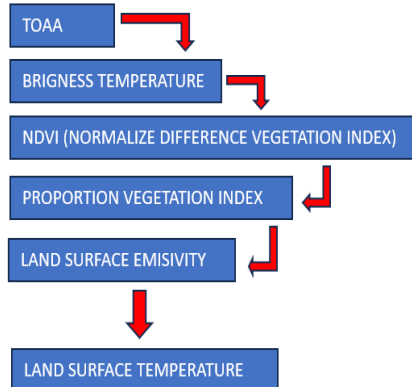 TOAA
BRIGNESS TEMPERATURE
NDVI (NORMALIZE DIFFERENCE VEGETATION INDEX)
PROPORTION VEGETATION INDEX
LAND SURFACE EMISIVITY
LAND SURFACE TEMPERATURE